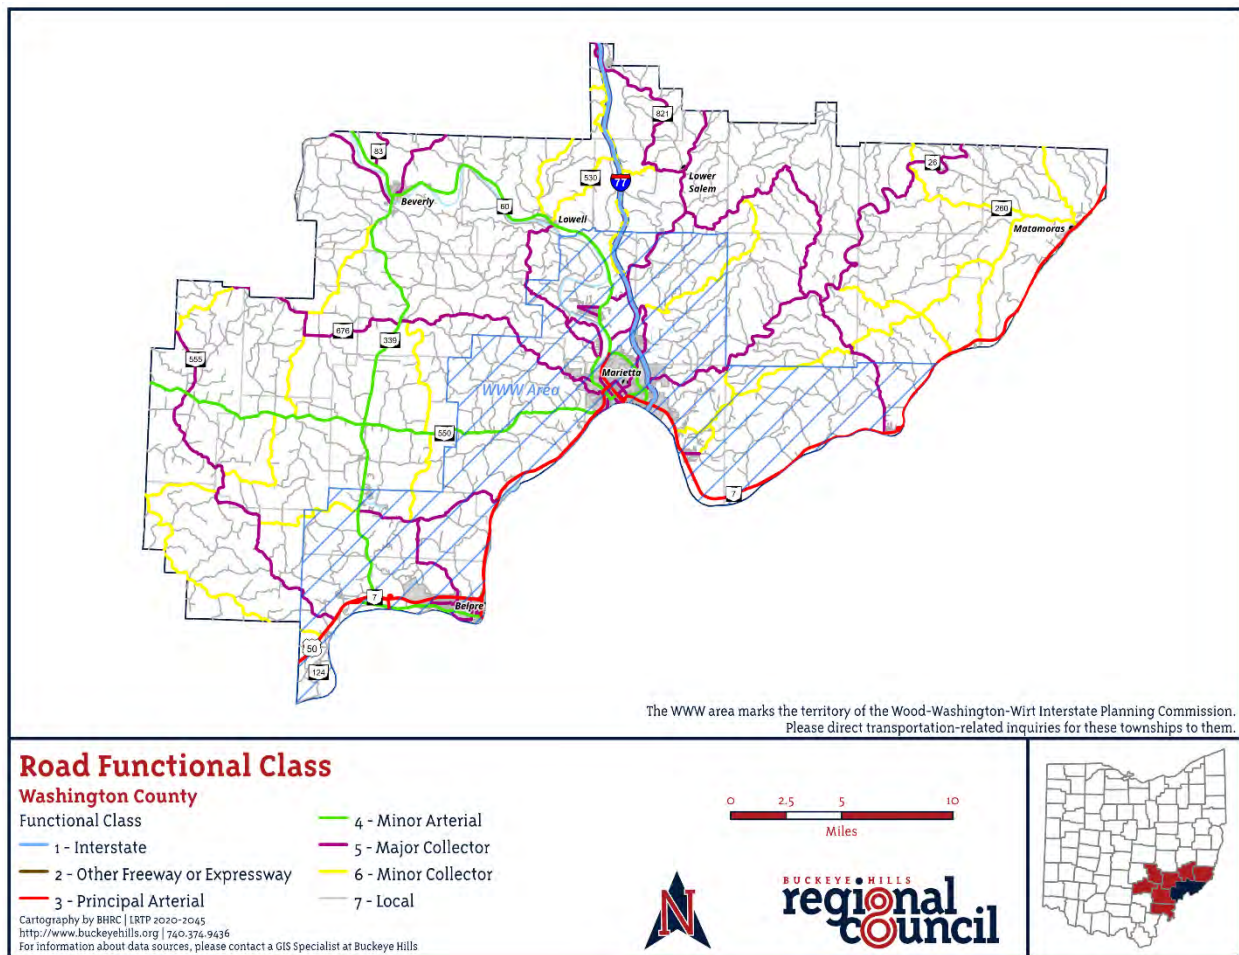 821
83
Lower
Salem
26
530
77
Beverly
60
Lowell
260
Matamoras
676
339
555
Marietta
WWW Area
550
7
7
Belpre
50
124
The WWW area marks the territory of the Wood-Washington-Wirt Interstate Planning Commission.
Please direct transportation-related inquiries for these townships to them.
Road Functional Class
Washington County
Functional Class
1 - Interstate
2 - Other Freeway or Expressway
3 - Principal Arterial
4 - Minor Arterial
5 - Major Collector
6 - Minor Collector
7 - Local
Cartography by BHRC | LRTP 2020-2045
http://www.buckeyehills.org | 740.374.9436
For information about data sources, please contact a GIS Specialist at Buckeye Hills
0 2.5 5 10
Miles
N
BUCKEYE HILLS
regional
council